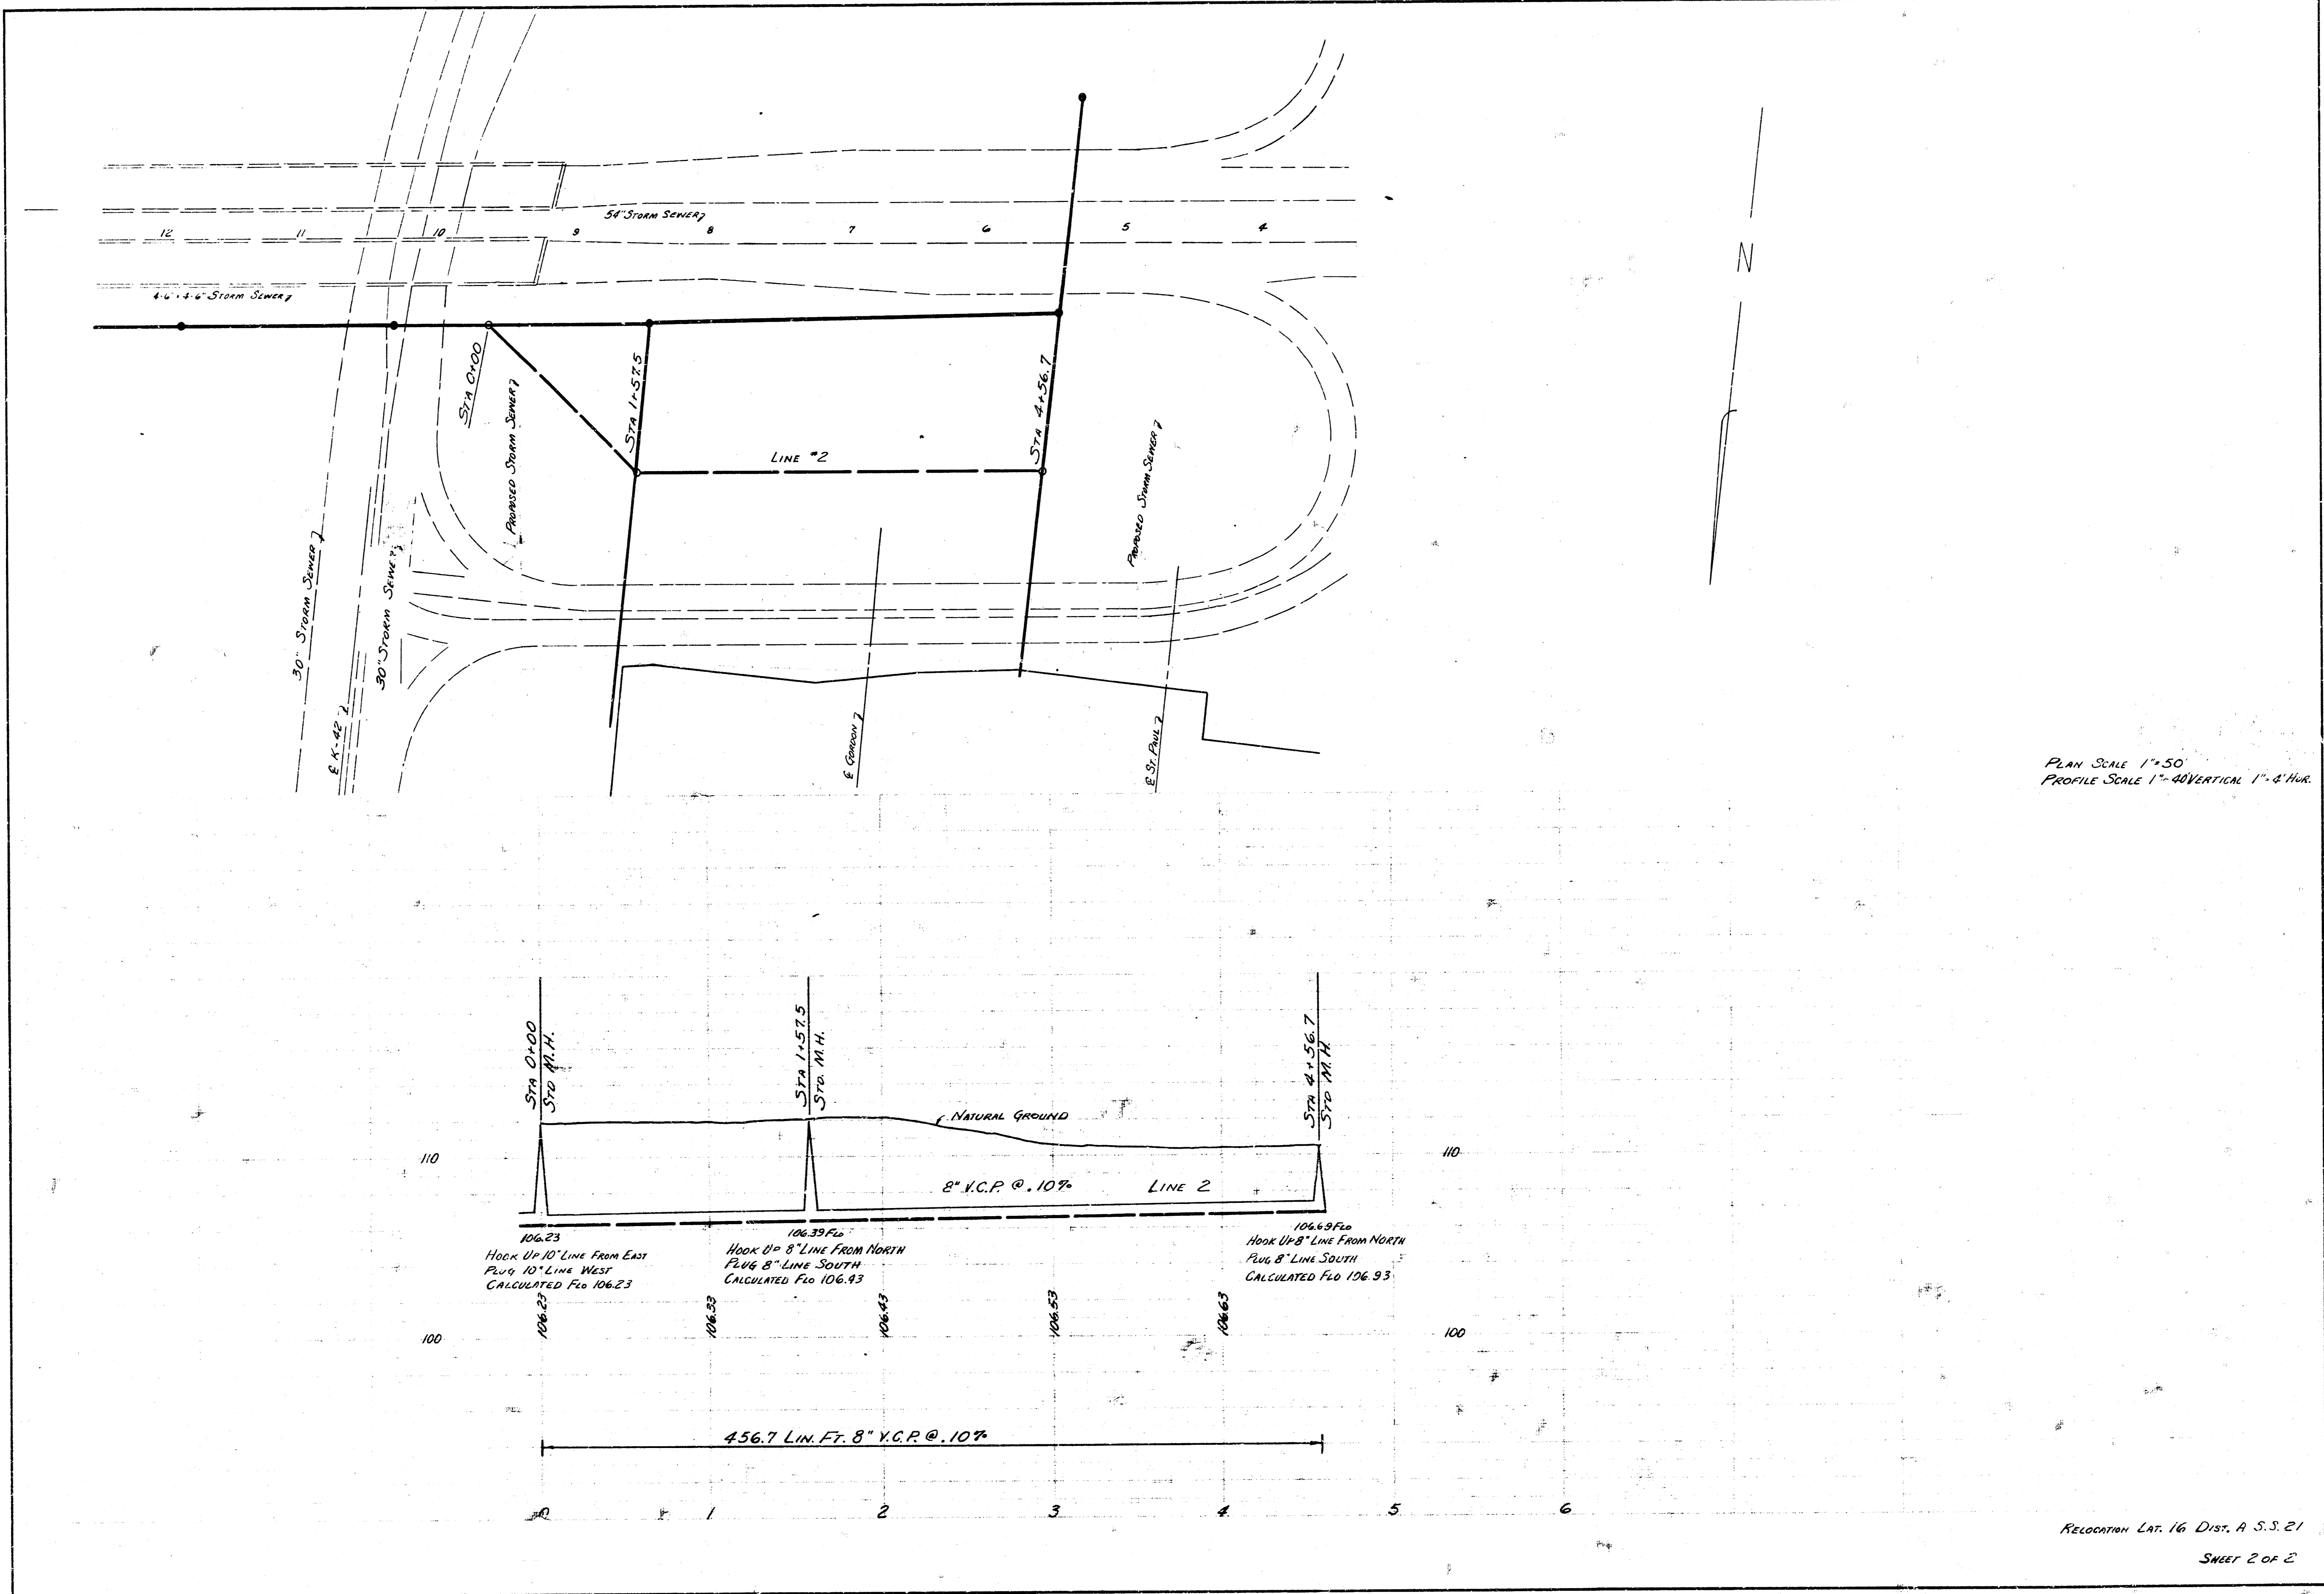 54" STORM SEWER
12 11 10 9 8 7 6 5 4
4'-6" x 4'-6" STORM SEWER
N
STA 0+00
PROPOSED STORM SEWER
STA 1+57.5
STA 4+56.7
LINE #2
PROPOSED STORM SEWER
30" STORM SEWER
30" STORM SEWER
℄ K-42
℄ GORDON
℄ ST. PAUL
PLAN SCALE 1"=50'
PROFILE SCALE 1"=40' VERTICAL 1"=4' HOR.
STA 0+00
STD M.H.
STA 1+57.5
STD. M.H.
STA 4+56.7
STD M.H.
NATURAL GROUND
110
110
8" V.C.P. @ .10%
LINE 2
106.23
HOOK UP 10" LINE FROM EAST
PLUG 10" LINE WEST
CALCULATED FLO 106.23
106.39 FLO
HOOK UP 8" LINE FROM NORTH
PLUG 8" LINE SOUTH
CALCULATED FLO 106.43
106.69 FLO
HOOK UP 8" LINE FROM NORTH
PLUG 8" LINE SOUTH
CALCULATED FLO 106.93
106.23 106.33 106.43 106.53 106.63
100
100
456.7 LIN. FT. 8" V.C.P. @ .10%
0 1 2 3 4 5 6
RELOCATION LAT. 16 DIST. A S.S. 21
SHEET 2 OF 2